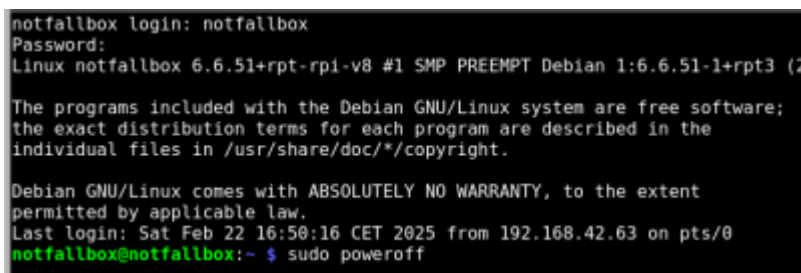 notfallbox login: notfallbox
Password:
Linux notfallbox 6.6.51+rpt-rpi-v8 #1 SMP PREEMPT Debian 1:6.6.51-1+rpt3 (2

The programs included with the Debian GNU/Linux system are free software;
the exact distribution terms for each program are described in the
individual files in /usr/share/doc/*/copyright.

Debian GNU/Linux comes with ABSOLUTELY NO WARRANTY, to the extent
permitted by applicable law.
Last login: Sat Feb 22 16:50:16 CET 2025 from 192.168.42.63 on pts/0
notfallbox@notfallbox:~ $ sudo poweroff